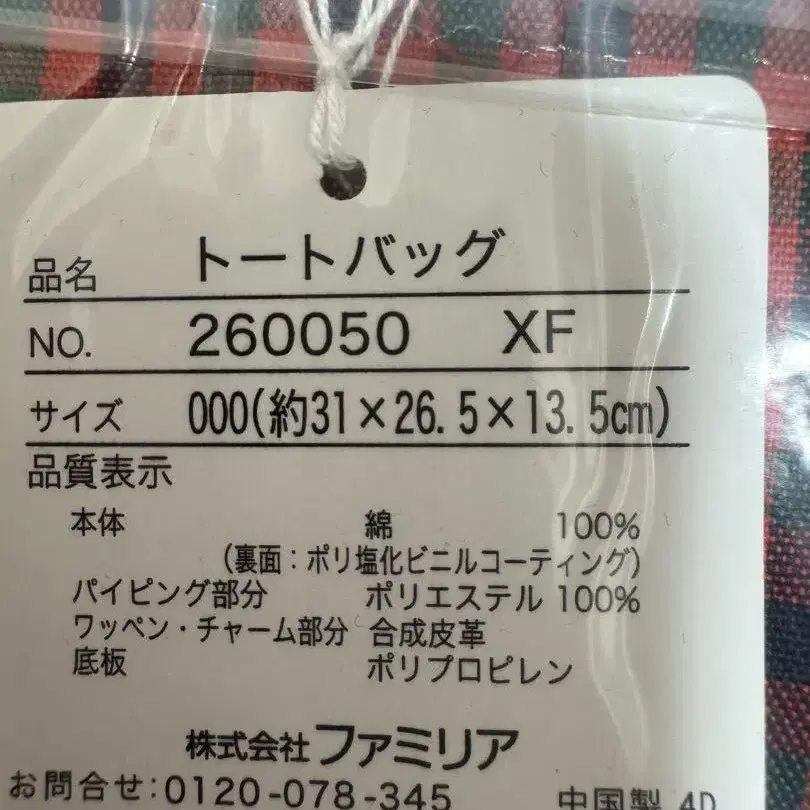 品名 トートバッグ
NO. 260050 XF
サイズ 000(約31×26.5×13.5cm)
品質表示
本体 綿 100%
(裏面：ポリ塩化ビニルコーティング)
パイピング部分 ポリエステル 100%
ワッペン・チャーム部分 合成皮革
底板 ポリプロピレン
株式会社ファミリア
お問合せ：0120-078-345 中国製 4D